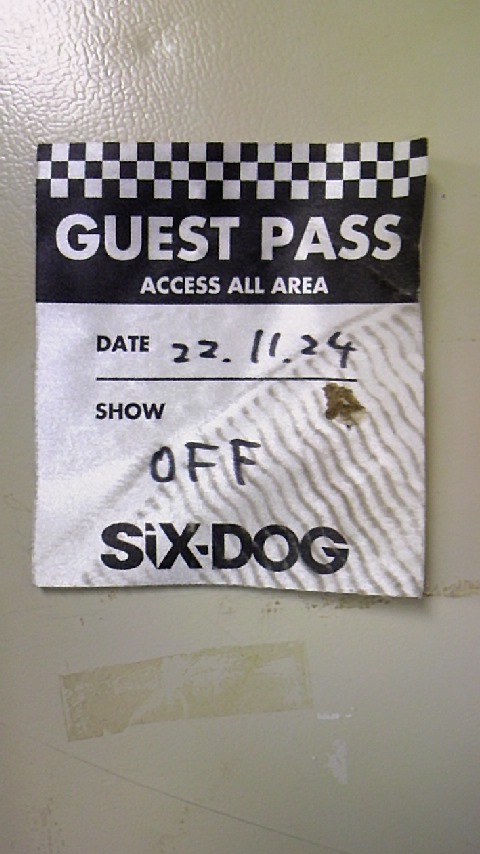 GUEST PASS
ACCESS ALL AREA
DATE 22.11.24
SHOW
OFF
SiX-DOG